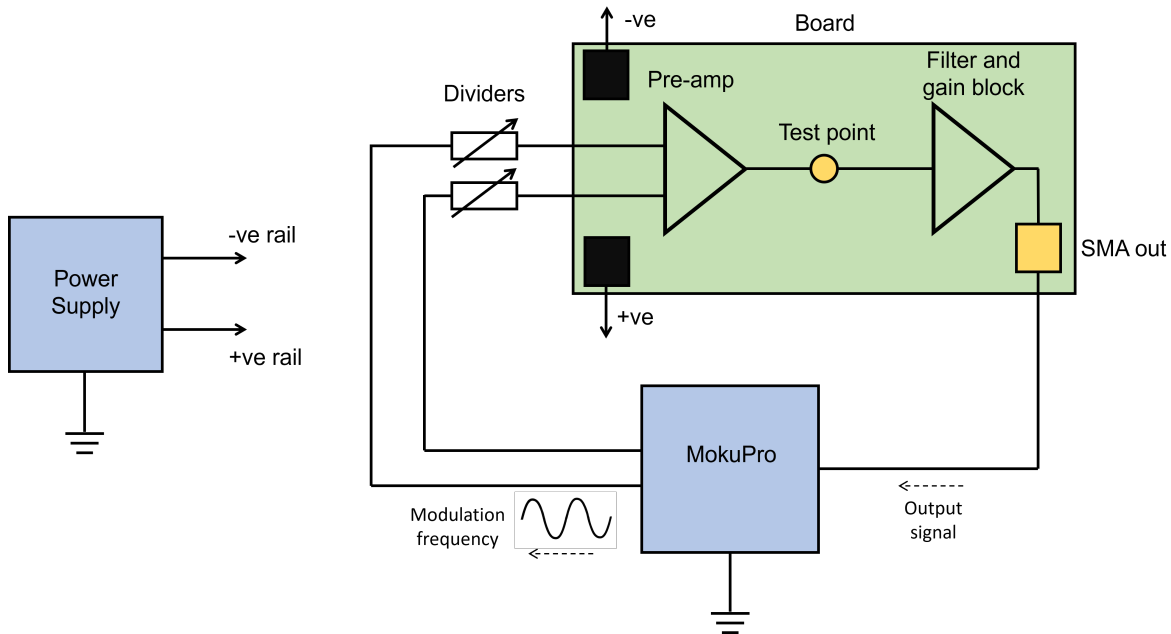 -ve
Board
Pre-amp
Filter and
gain block
Dividers
Test point
-ve rail
Power
Supply
+ve rail
SMA out
+ve
MokuPro
Modulation
frequency
Output
signal